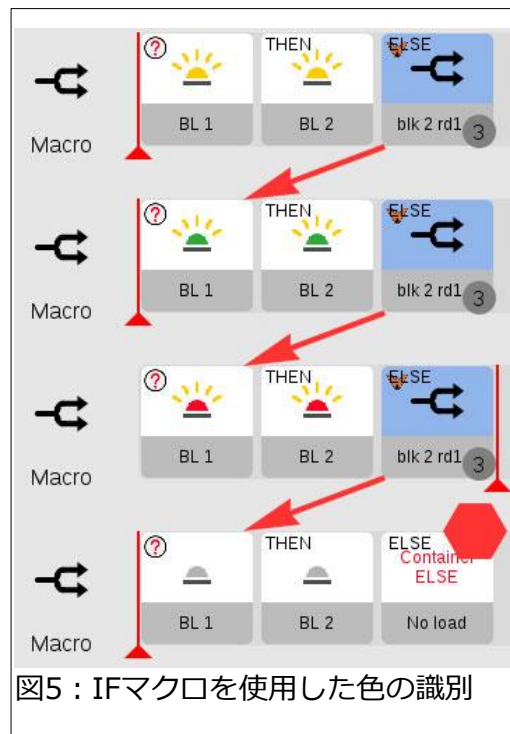 THEN ELSE
BL 1 BL 2 blk 2 rd1 3
Macro
THEN ELSE
BL 1 BL 2 blk 2 rd1 3
Macro
THEN ELSE
BL 1 BL 2 blk 2 rd1 3
Macro
THEN ELSE
Container
ELSE
BL 1 BL 2 No load
Macro
図5：IFマクロを使用した色の識別